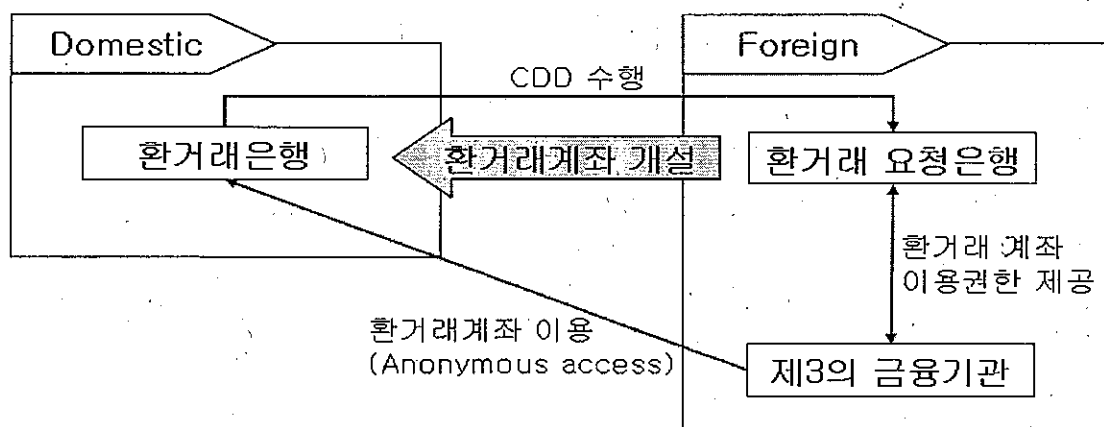 Domestic
Foreign
CDD 수행
환거래은행
환거래계좌 개설
환거래 요청은행
환거래 계좌
이용권한 제공
환거래계좌 이용
(Anonymous access)
제3의 금융기관